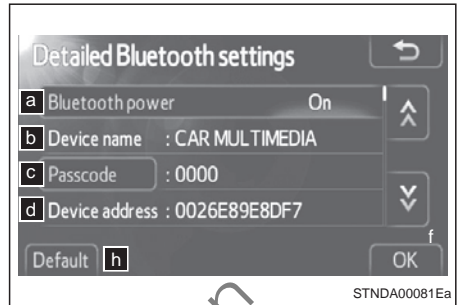 Detailed Bluetooth settings
a Bluetooth power On
b Device name : CAR MULTIMEDIA
c Passcode : 0000
d Device address : 0026E89E8DF7
f
Default h OK
STNDA00081Ea